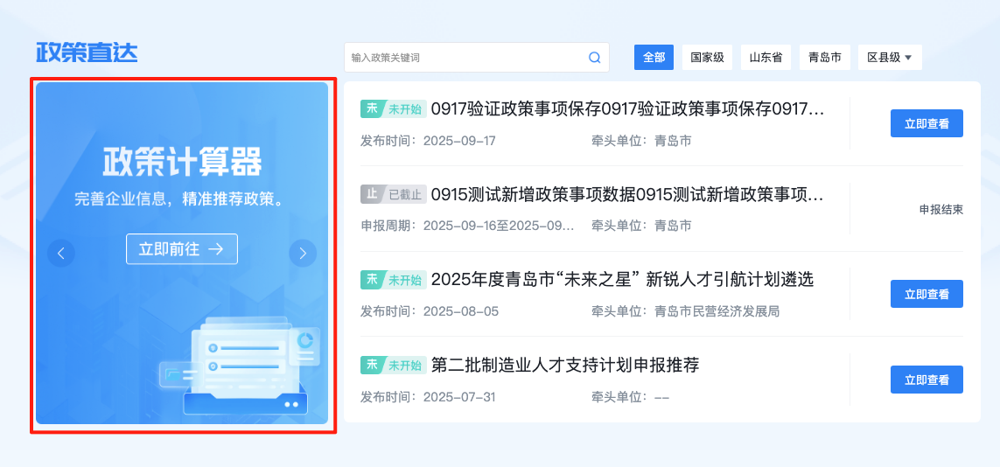 政策直达
输入政策关键词
全部 国家级 山东省 青岛市 区县级
政策计算器
完善企业信息，精准推荐政策。
立即前往
未 未开始 0917验证政策事项保存0917验证政策事项保存0917...
发布时间：2025-09-17 牵头单位：青岛市
立即查看
止 已截止 0915测试新增政策事项数据0915测试新增政策事项...
申报周期：2025-09-16至2025-09... 牵头单位：青岛市
申报结束
未 未开始 2025年度青岛市“未来之星” 新锐人才引航计划遴选
发布时间：2025-08-05 牵头单位：青岛市民营经济发展局
立即查看
未 未开始 第二批制造业人才支持计划申报推荐
发布时间：2025-07-31 牵头单位：--
立即查看